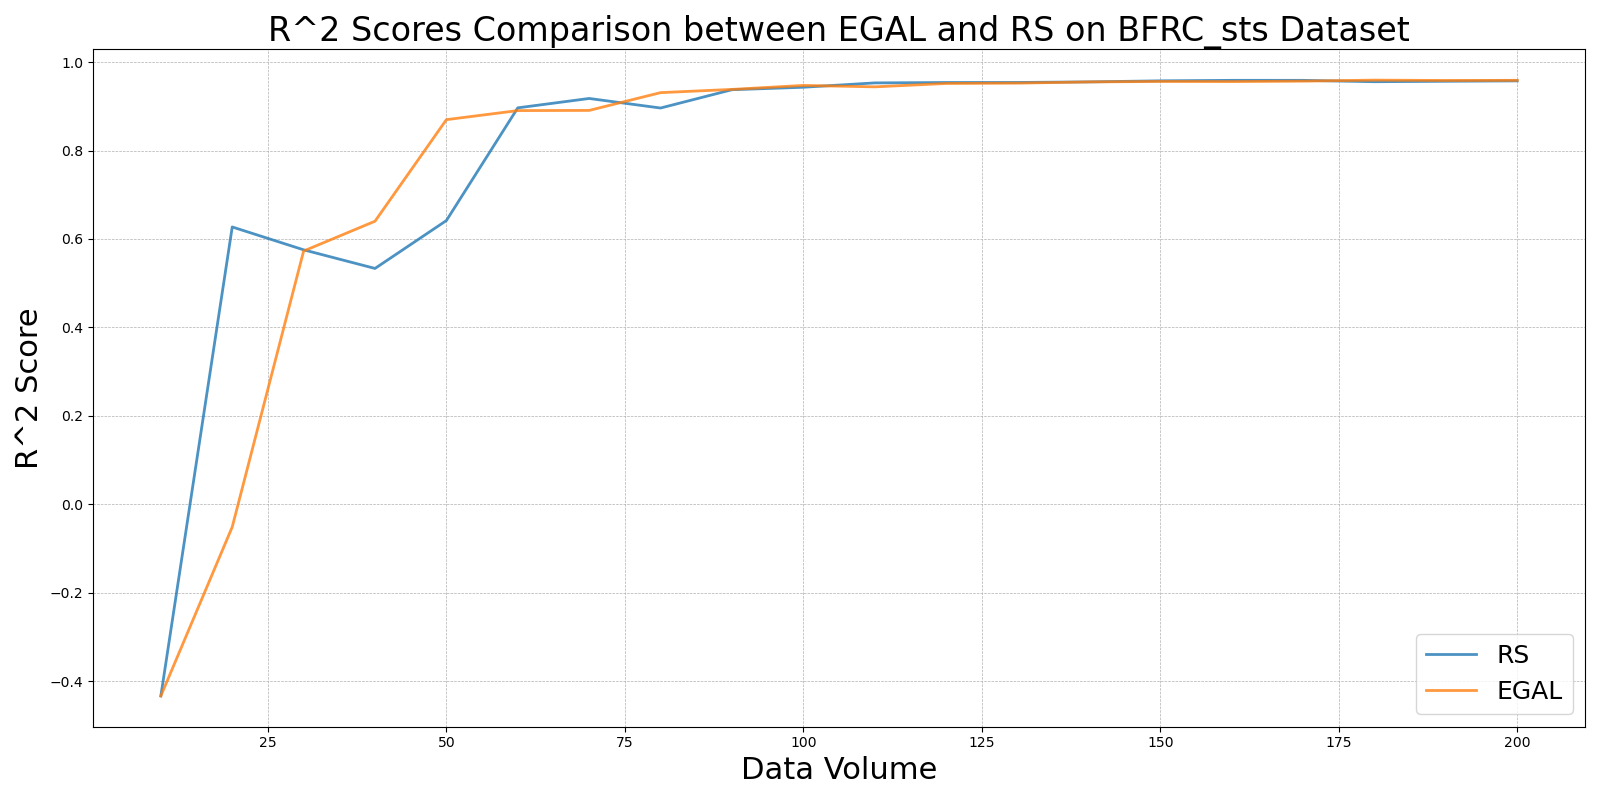 R^2 Scores Comparison between EGAL and RS on BFRC_sts Dataset
1.0
0.8
0.6
0.4
0.2
0.0
−0.2
−0.4
R^2 Score
25 50 75 100 125 150 175 200
Data Volume
RS
EGAL